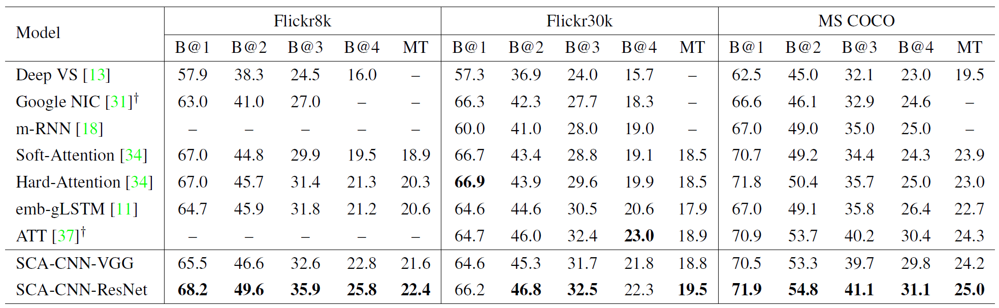 Model Flickr8k Flickr30k MS COCO
B@1 B@2 B@3 B@4 MT B@1 B@2 B@3 B@4 MT B@1 B@2 B@3 B@4 MT
Deep VS [13] 57.9 38.3 24.5 16.0 – 57.3 36.9 24.0 15.7 – 62.5 45.0 32.1 23.0 19.5
Google NIC [31]† 63.0 41.0 27.0 – – 66.3 42.3 27.7 18.3 – 66.6 46.1 32.9 24.6 –
m-RNN [18] – – – – – 60.0 41.0 28.0 19.0 – 67.0 49.0 35.0 25.0 –
Soft-Attention [34] 67.0 44.8 29.9 19.5 18.9 66.7 43.4 28.8 19.1 18.5 70.7 49.2 34.4 24.3 23.9
Hard-Attention [34] 67.0 45.7 31.4 21.3 20.3 66.9 43.9 29.6 19.9 18.5 71.8 50.4 35.7 25.0 23.0
emb-gLSTM [11] 64.7 45.9 31.8 21.2 20.6 64.6 44.6 30.5 20.6 17.9 67.0 49.1 35.8 26.4 22.7
ATT [37]† – – – – – 64.7 46.0 32.4 23.0 18.9 70.9 53.7 40.2 30.4 24.3
SCA-CNN-VGG 65.5 46.6 32.6 22.8 21.6 64.6 45.3 31.7 21.8 18.8 70.5 53.3 39.7 29.8 24.2
SCA-CNN-ResNet 68.2 49.6 35.9 25.8 22.4 66.2 46.8 32.5 22.3 19.5 71.9 54.8 41.1 31.1 25.0